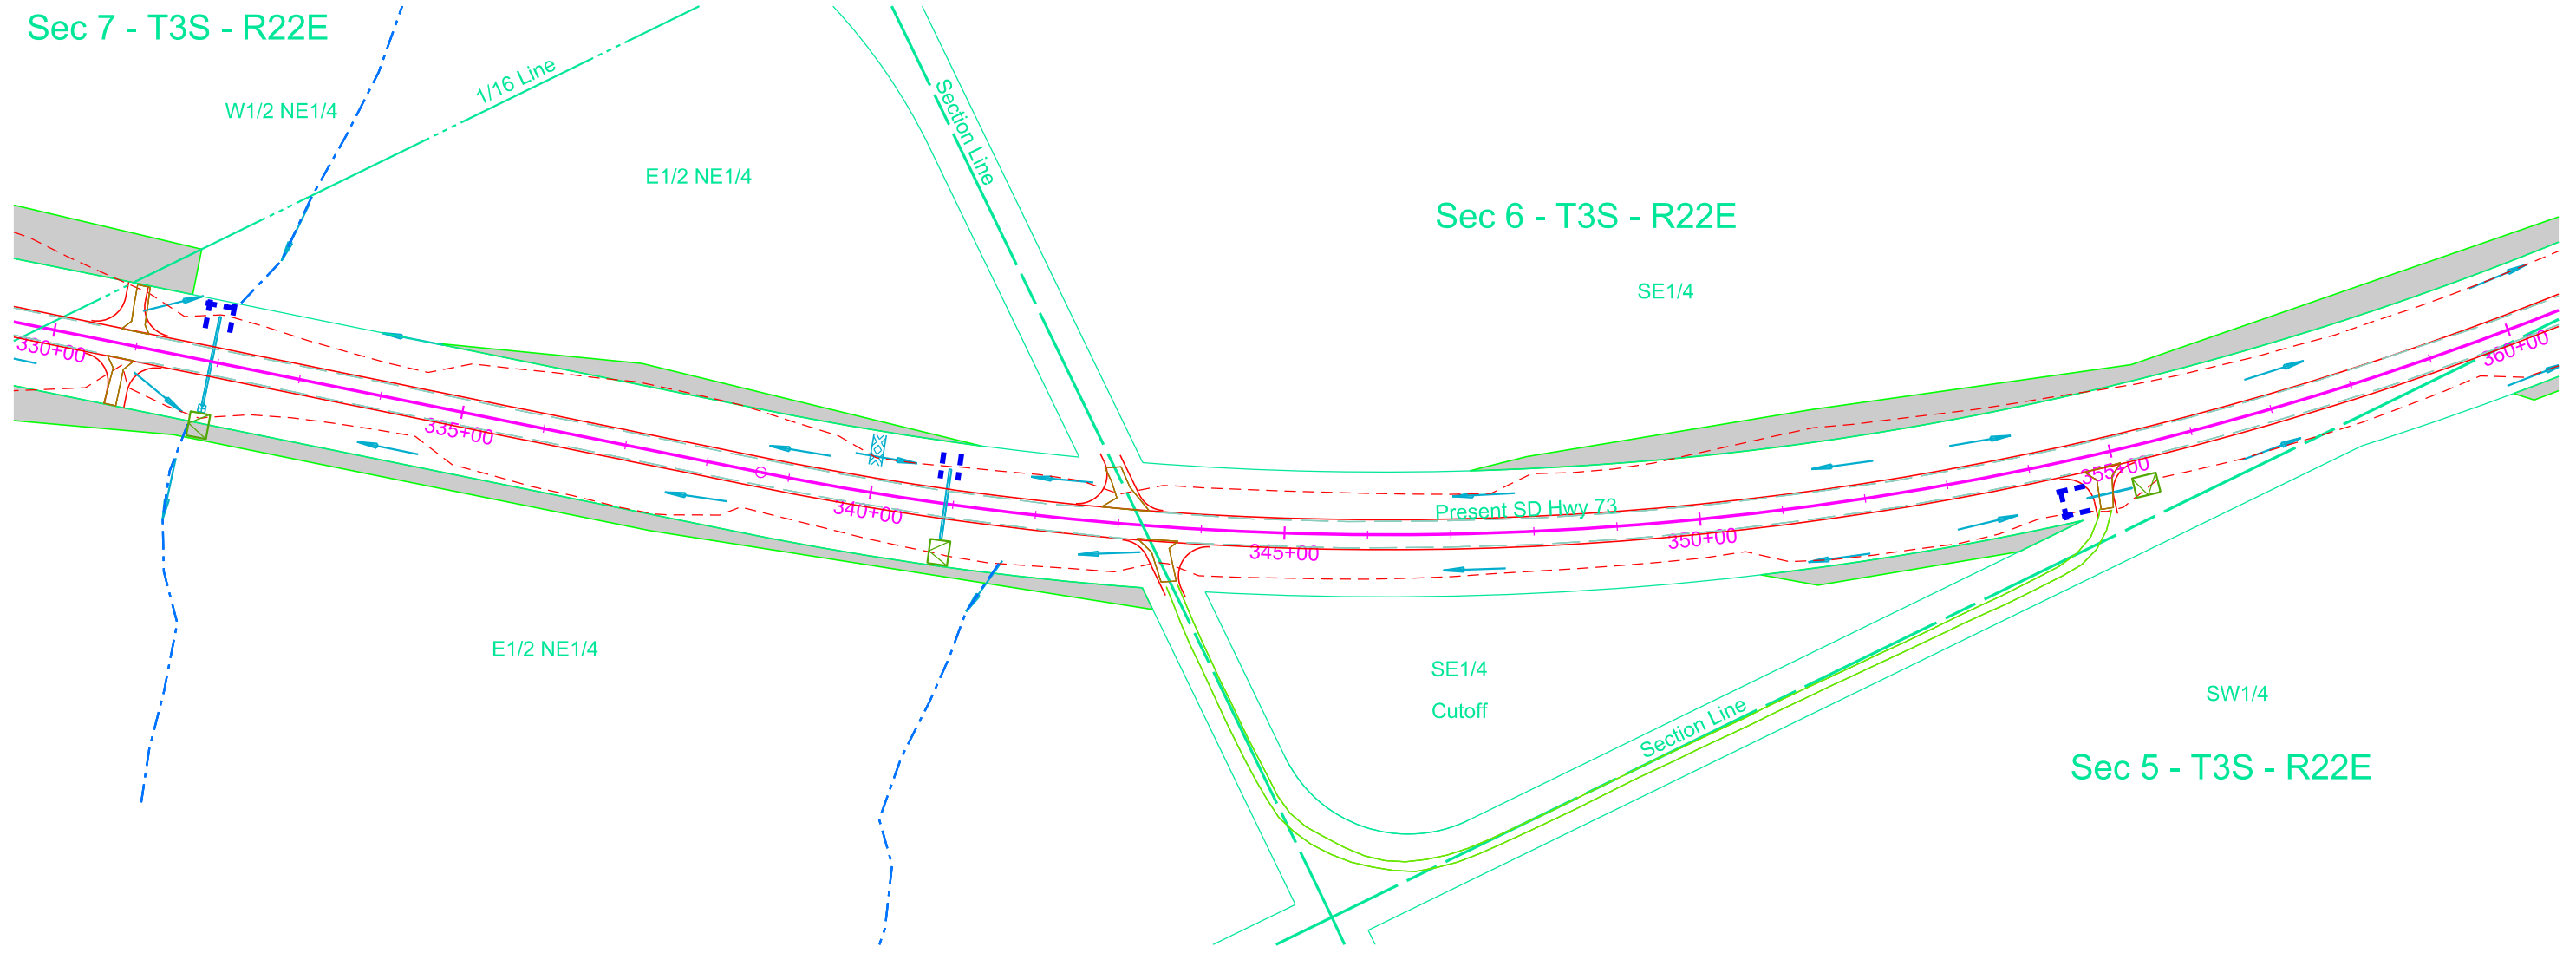 Sec 7 - T3S - R22E
1/16 Line
W1/2 NE1/4
Section Line
E1/2 NE1/4
Sec 6 - T3S - R22E
SE1/4
330+00
335+00
340+00
345+00
350+00
355+00
360+00
Present SD Hwy 73
E1/2 NE1/4
SE1/4
Cutoff
Section Line
SW1/4
Sec 5 - T3S - R22E